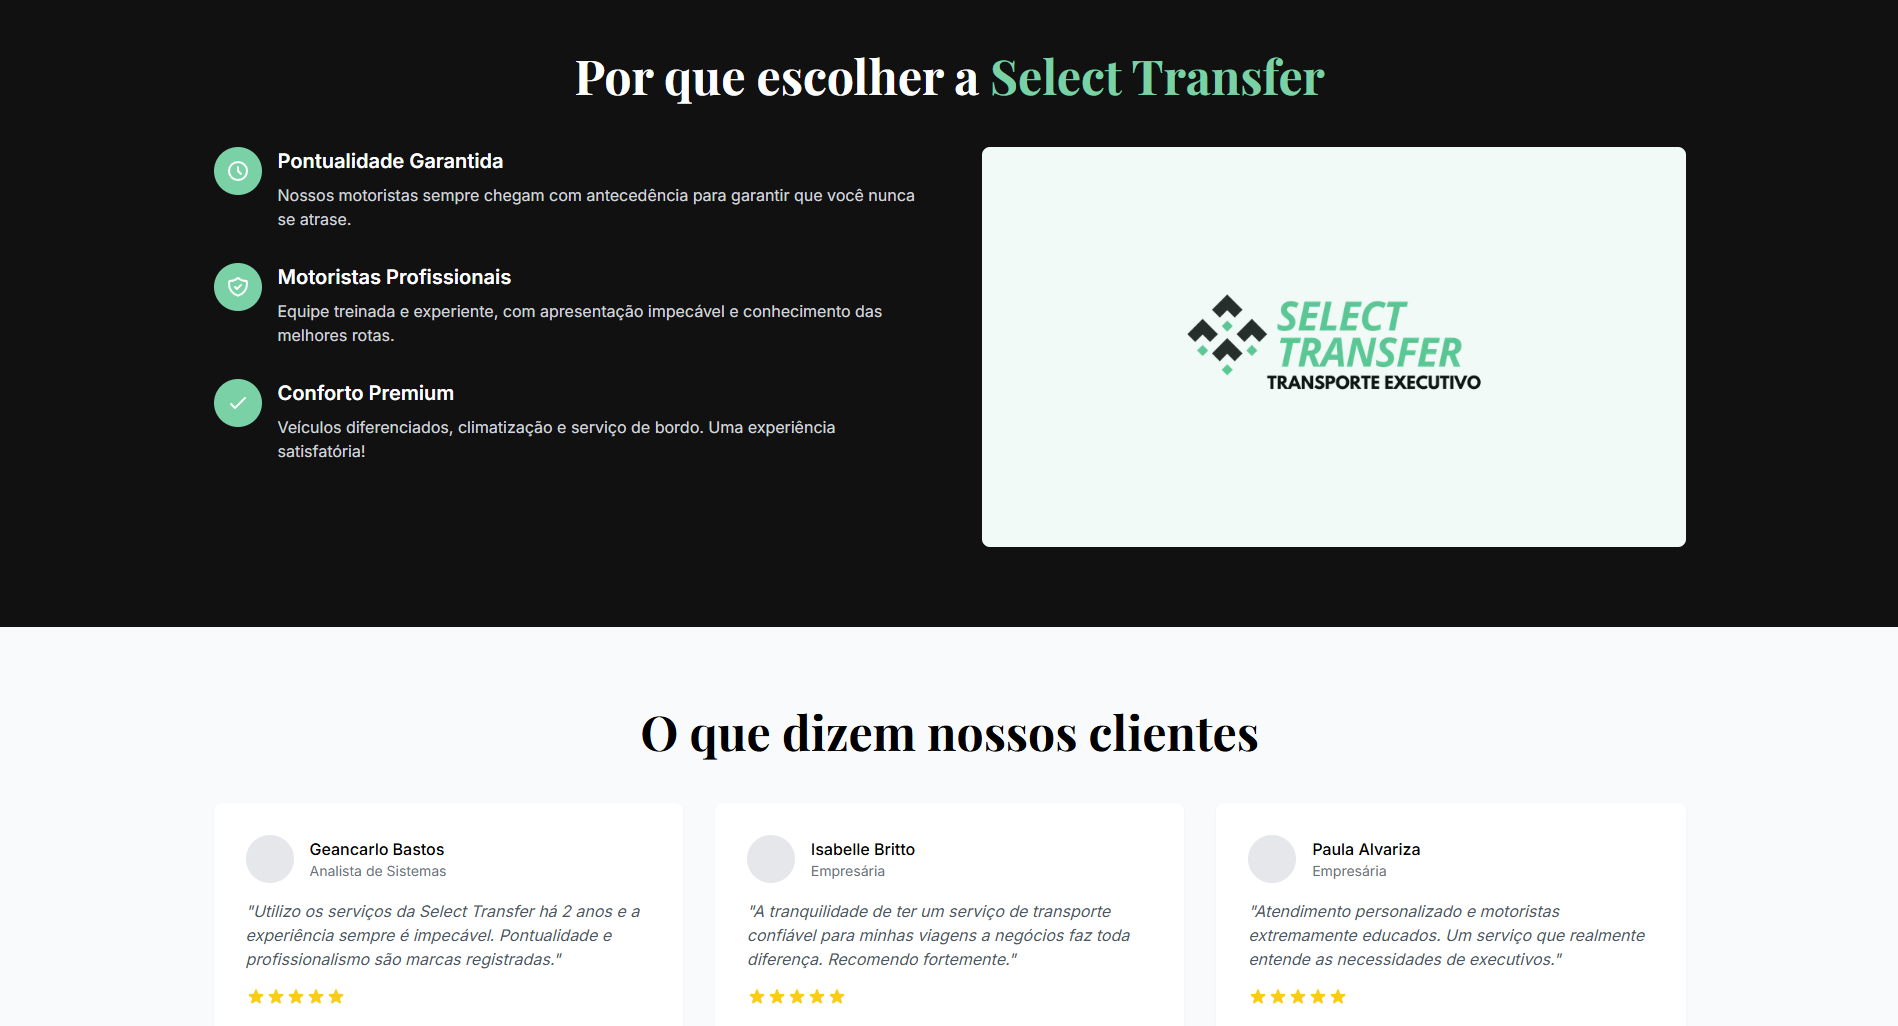 Por que escolher a Select Transfer
Pontualidade Garantida
Nossos motoristas sempre chegam com antecedência para garantir que você nunca
se atrase.
Motoristas Profissionais
Equipe treinada e experiente, com apresentação impecável e conhecimento das
melhores rotas.
Conforto Premium
Veículos diferenciados, climatização e serviço de bordo. Uma experiência
satisfatória!
SELECT
TRANSFER
TRANSPORTE EXECUTIVO
O que dizem nossos clientes
Geancarlo Bastos
Analista de Sistemas
"Utilizo os serviços da Select Transfer há 2 anos e a
experiência sempre é impecável. Pontualidade e
profissionalismo são marcas registradas."
Isabelle Britto
Empresária
"A tranquilidade de ter um serviço de transporte
confiável para minhas viagens a negócios faz toda
diferença. Recomendo fortemente."
Paula Alvariza
Empresária
"Atendimento personalizado e motoristas
extremamente educados. Um serviço que realmente
entende as necessidades de executivos."